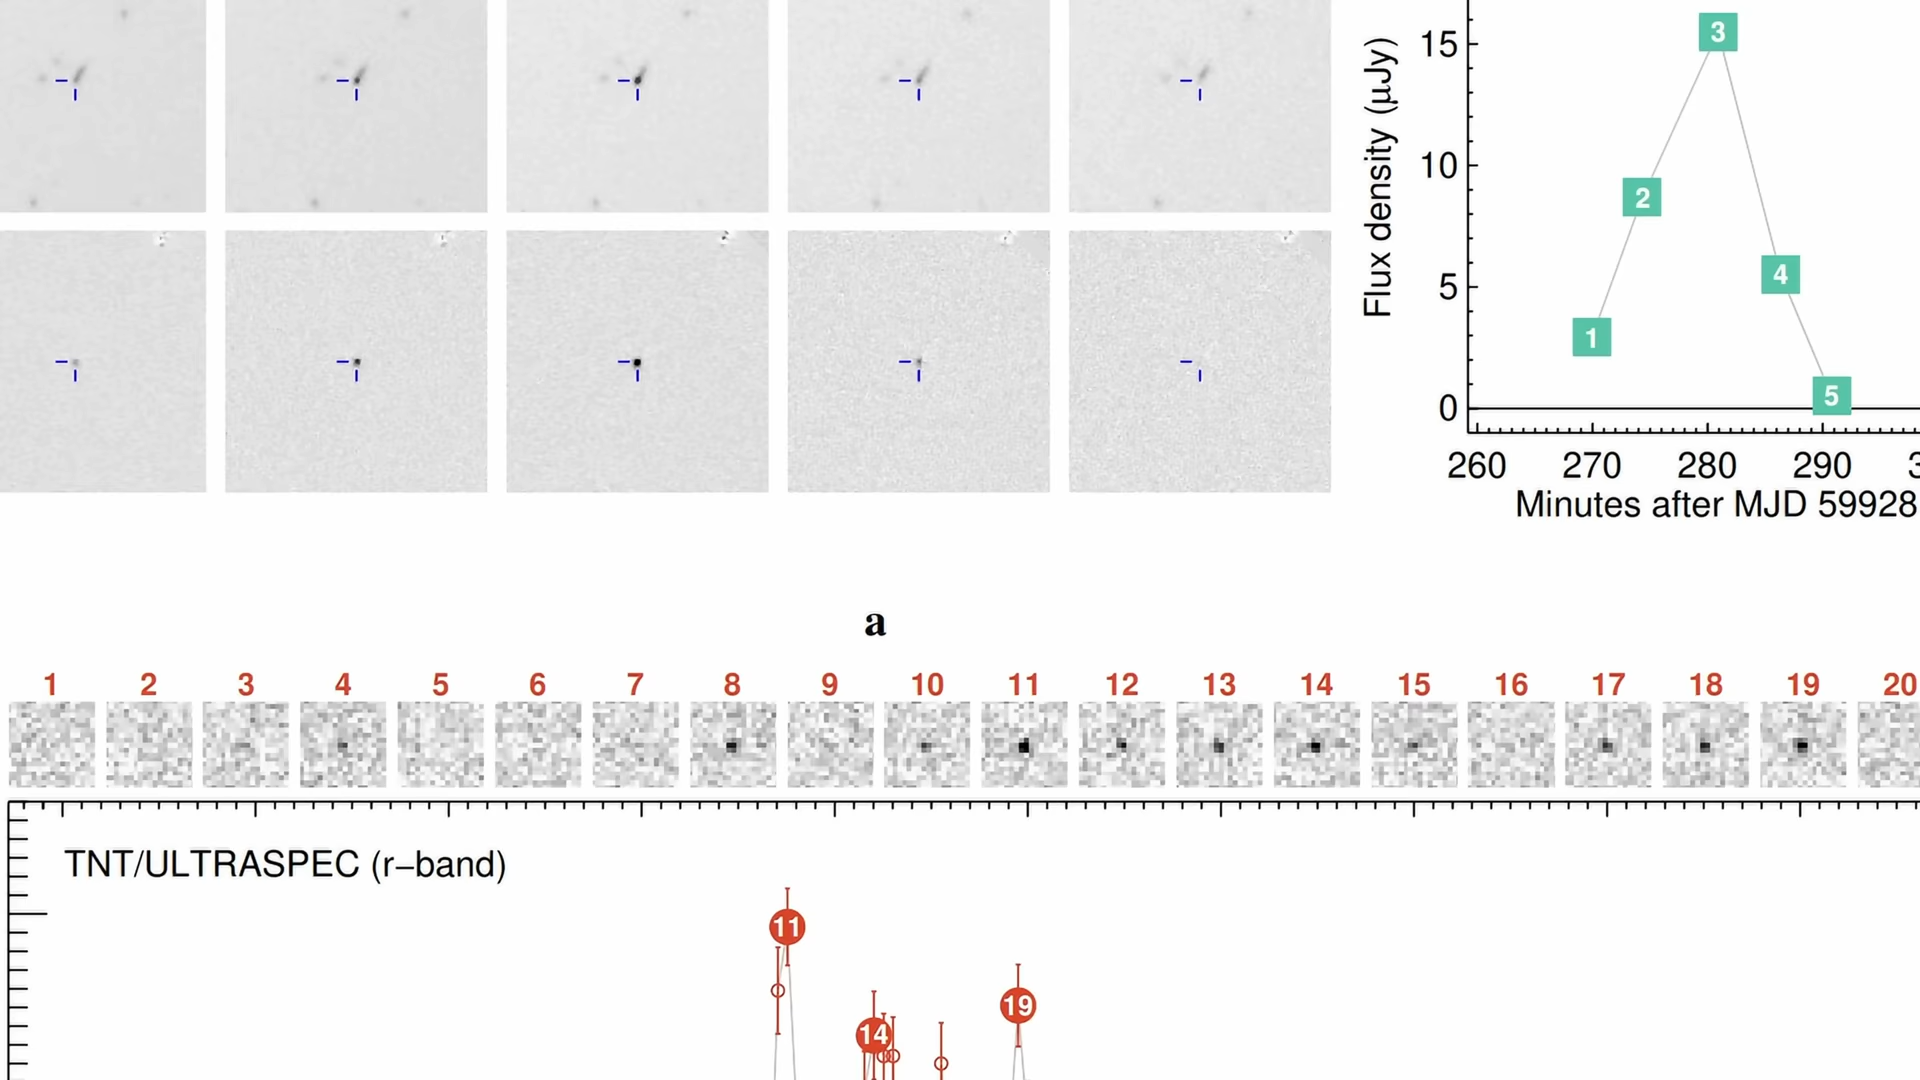 3
15
10
2
Flux density (μJy)
5
4
1
5
0
260 270 280 290 3
Minutes after MJD 59928
a
1 2 3 4 5 6 7 8 9 10 11 12 13 14 15 16 17 18 19 20
TNT/ULTRASPEC (r−band)
11
19
14